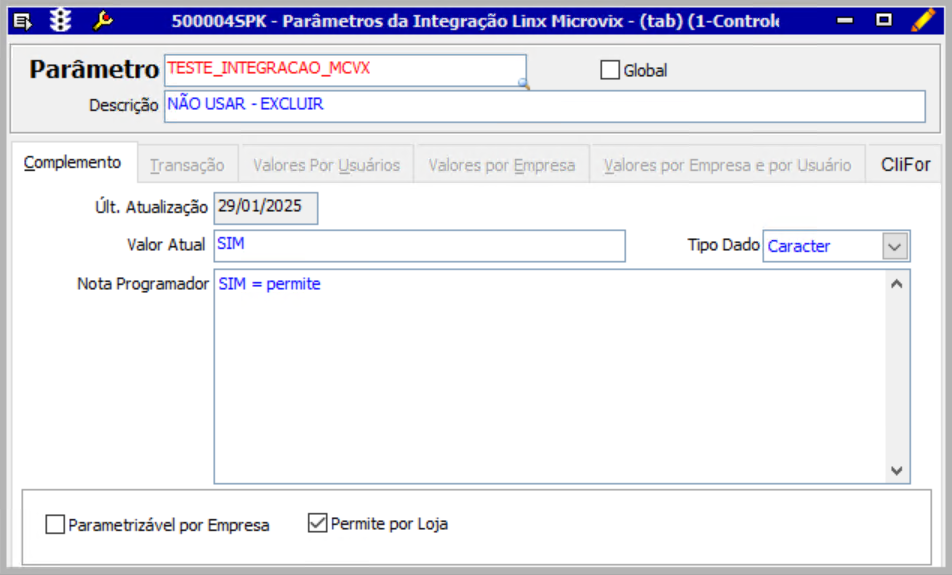 500004SPK - Parâmetros da Integração Linx Microvix - (tab) (1-Control
Parâmetro TESTE_INTEGRACAO_MCVX Global
Descrição NÃO USAR - EXCLUIR
Complemento Transação Valores Por Usuários Valores por Empresa Valores por Empresa e por Usuário CliFor
Últ. Atualização 29/01/2025
Valor Atual SIM Tipo Dado Caracter
Nota Programador SIM = permite
Parametrizável por Empresa Permite por Loja